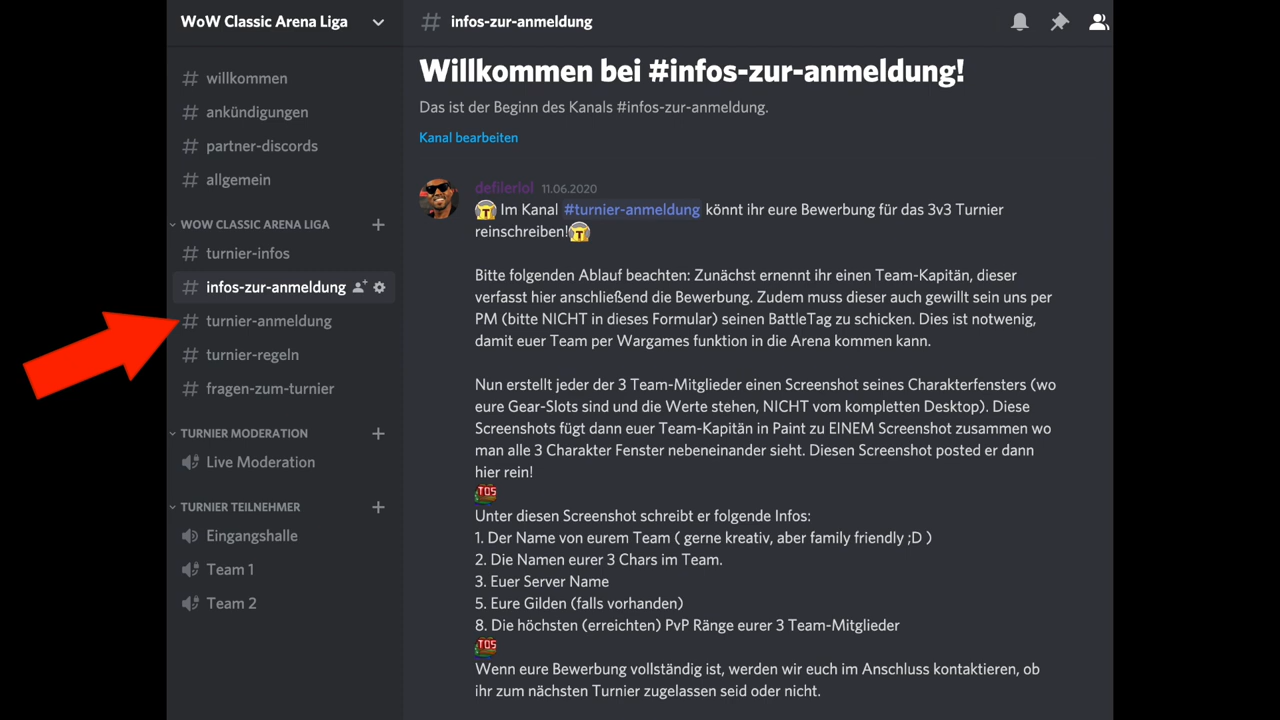 WoW Classic Arena Liga
willkommen
ankündigungen
partner-discords
allgemein
WOW CLASSIC ARENA LIGA
turnier-infos
infos-zur-anmeldung
turnier-anmeldung
turnier-regeln
fragen-zum-turnier
TURNIER MODERATION
Live Moderation
TURNIER TEILNEHMER
Eingangshalle
Team 1
Team 2
# infos-zur-anmeldung
Willkommen bei #infos-zur-anmeldung!
Das ist der Beginn des Kanals #infos-zur-anmeldung.
Kanal bearbeiten
defilerlol 11.06.2020
T Im Kanal #turnier-anmeldung könnt ihr eure Bewerbung für das 3v3 Turnier
reinschreiben! T
Bitte folgenden Ablauf beachten: Zunächst ernennt ihr einen Team-Kapitän, dieser
verfasst hier anschließend die Bewerbung. Zudem muss dieser auch gewillt sein uns per
PM (bitte NICHT in dieses Formular) seinen BattleTag zu schicken. Dies ist notwenig,
damit euer Team per Wargames funktion in die Arena kommen kann.
Nun erstellt jeder der 3 Team-Mitglieder einen Screenshot seines Charakterfensters (wo
eure Gear-Slots sind und die Werte stehen, NICHT vom kompletten Desktop). Diese
Screenshots fügt dann euer Team-Kapitän in Paint zu EINEM Screenshot zusammen wo
man alle 3 Charakter Fenster nebeneinander sieht. Diesen Screenshot posted er dann
hier rein!
TOS
Unter diesen Screenshot schreibt er folgende Infos:
1. Der Name von eurem Team ( gerne kreativ, aber family friendly ;D )
2. Die Namen eurer 3 Chars im Team.
3. Euer Server Name
5. Eure Gilden (falls vorhanden)
8. Die höchsten (erreichten) PvP Ränge eurer 3 Team-Mitglieder
TOS
Wenn eure Bewerbung vollständig ist, werden wir euch im Anschluss kontaktieren, ob
ihr zum nächsten Turnier zugelassen seid oder nicht.